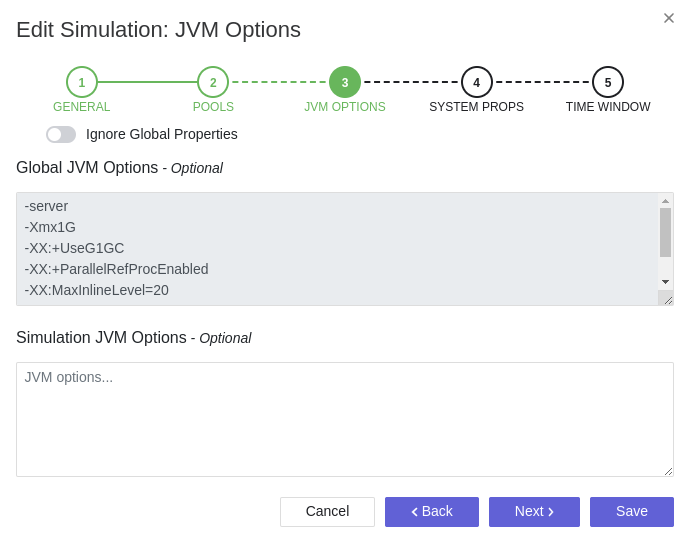 Edit Simulation: JVM Options
×
1 2 3 4 5
GENERAL POOLS JVM OPTIONS SYSTEM PROPS TIME WINDOW
Ignore Global Properties
Global JVM Options - Optional
-server
-Xmx1G
-XX:+UseG1GC
-XX:+ParallelRefProcEnabled
-XX:MaxInlineLevel=20
Simulation JVM Options - Optional
JVM options...
Cancel Back Next Save